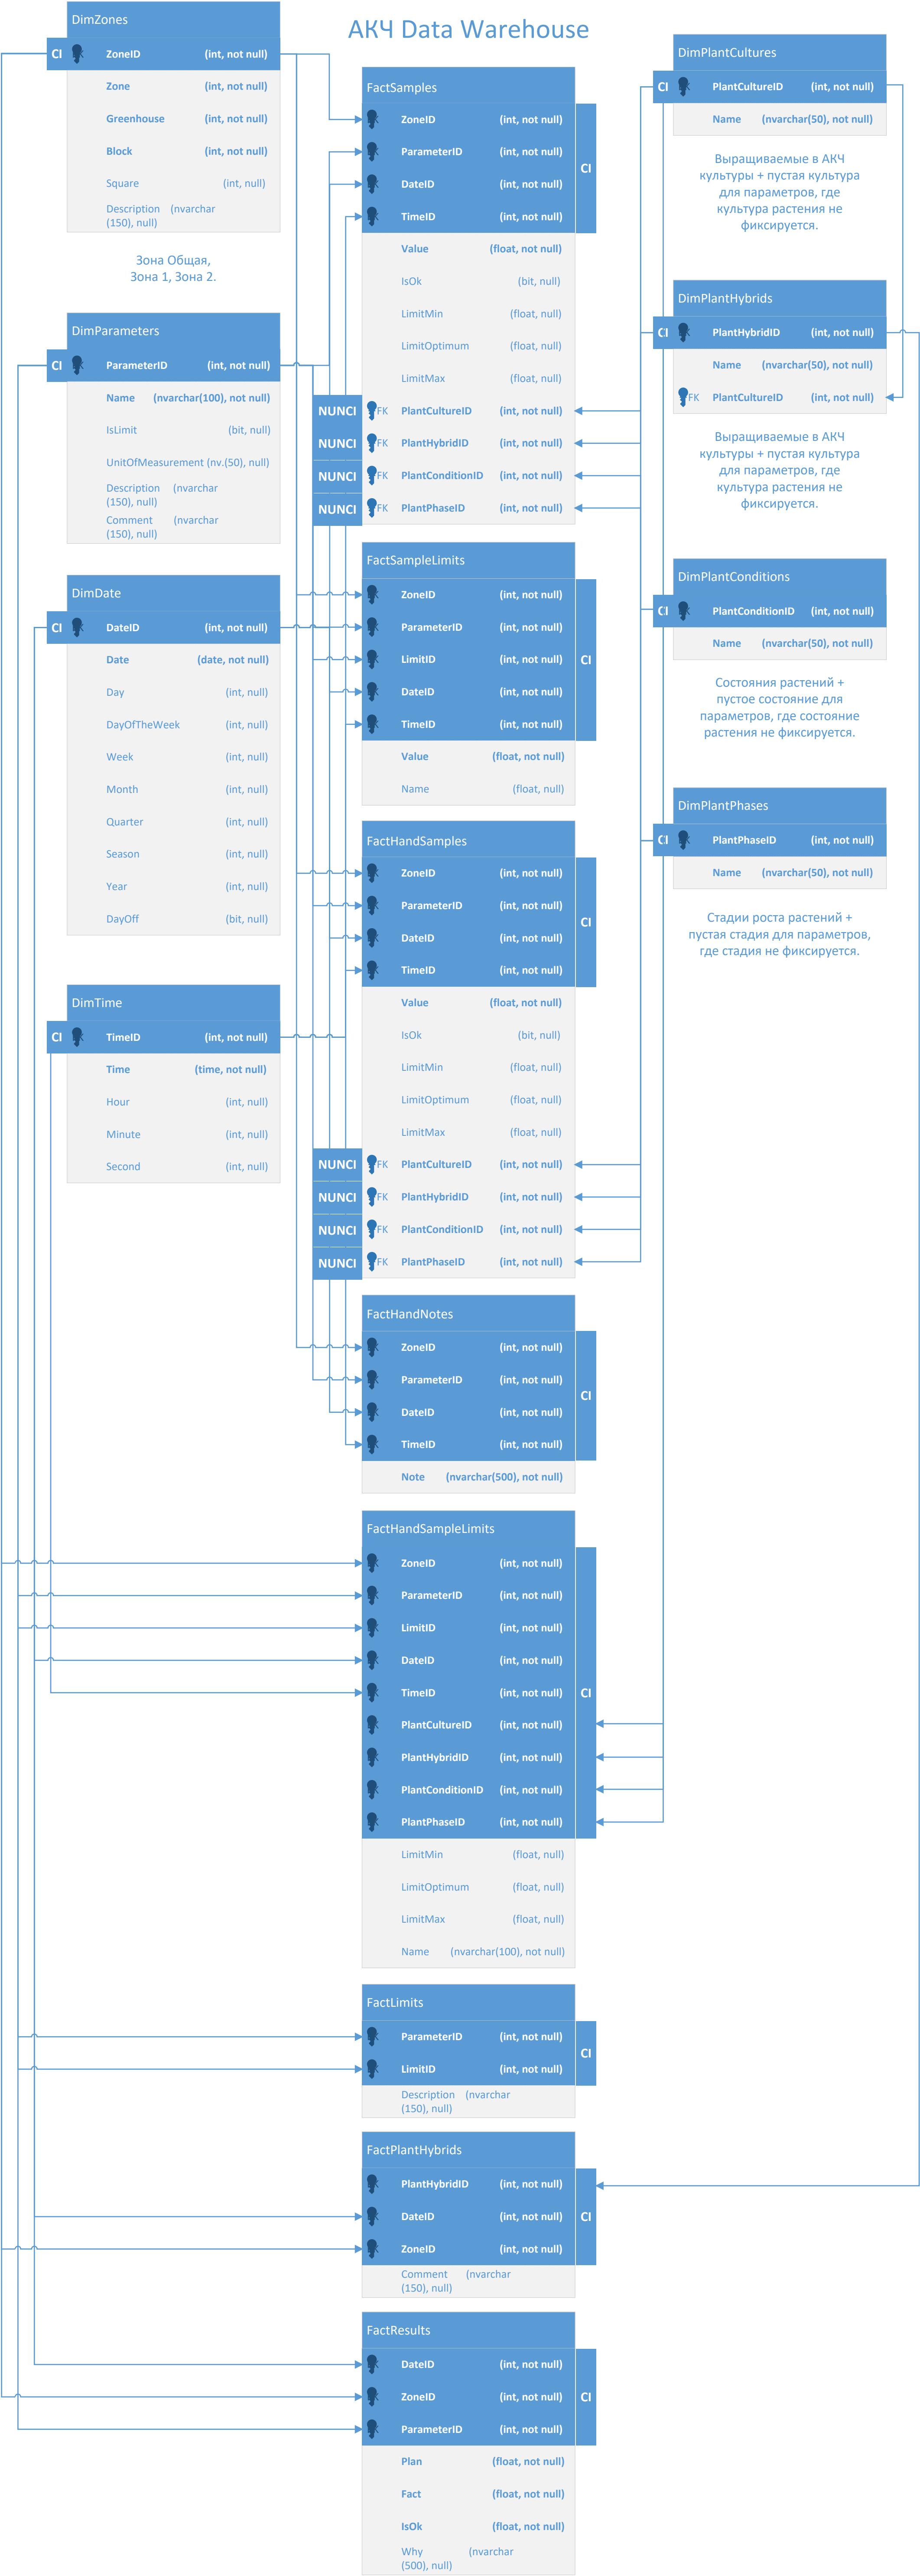 АКЧ Data Warehouse
DimZones
CI ZoneID (int, not null)
Zone (int, not null)
Greenhouse (int, not null)
Block (int, not null)
Square (int, null)
Description (nvarchar
(150), null)
Зона Общая,
Зона 1, Зона 2.
DimParameters
CI ParameterID (int, not null)
Name (nvarchar(100), not null)
IsLimit (bit, null)
UnitOfMeasurement (nv.(50), null)
Description (nvarchar
(150), null)
Comment (nvarchar
(150), null)
DimDate
CI DateID (int, not null)
Date (date, not null)
Day (int, null)
DayOfTheWeek (int, null)
Week (int, null)
Month (int, null)
Quarter (int, null)
Season (int, null)
Year (int, null)
DayOff (bit, null)
DimTime
CI TimeID (int, not null)
Time (time, not null)
Hour (int, null)
Minute (int, null)
Second (int, null)
FactSamples
ZoneID (int, not null)
ParameterID (int, not null)
CI
DateID (int, not null)
TimeID (int, not null)
Value (float, not null)
IsOk (bit, null)
LimitMin (float, null)
LimitOptimum (float, null)
LimitMax (float, null)
NUNCI FK PlantCultureID (int, not null)
NUNCI FK PlantHybridID (int, not null)
NUNCI FK PlantConditionID (int, not null)
NUNCI FK PlantPhaseID (int, not null)
FactSampleLimits
ZoneID (int, not null)
ParameterID (int, not null)
LimitID (int, not null) CI
DateID (int, not null)
TimeID (int, not null)
Value (float, not null)
Name (float, null)
FactHandSamples
ZoneID (int, not null)
ParameterID (int, not null)
CI
DateID (int, not null)
TimeID (int, not null)
Value (float, not null)
IsOk (bit, null)
LimitMin (float, null)
LimitOptimum (float, null)
LimitMax (float, null)
NUNCI FK PlantCultureID (int, not null)
NUNCI FK PlantHybridID (int, not null)
NUNCI FK PlantConditionID (int, not null)
NUNCI FK PlantPhaseID (int, not null)
FactHandNotes
ZoneID (int, not null)
ParameterID (int, not null)
CI
DateID (int, not null)
TimeID (int, not null)
Note (nvarchar(500), not null)
FactHandSampleLimits
ZoneID (int, not null)
ParameterID (int, not null)
LimitID (int, not null)
DateID (int, not null)
TimeID (int, not null) CI
PlantCultureID (int, not null)
PlantHybridID (int, not null)
PlantConditionID (int, not null)
PlantPhaseID (int, not null)
LimitMin (float, null)
LimitOptimum (float, null)
LimitMax (float, null)
Name (nvarchar(100), not null)
FactLimits
ParameterID (int, not null)
CI
LimitID (int, not null)
Description (nvarchar
(150), null)
FactPlantHybrids
PlantHybridID (int, not null)
DateID (int, not null) CI
ZoneID (int, not null)
Comment (nvarchar
(150), null)
FactResults
DateID (int, not null)
ZoneID (int, not null) CI
ParameterID (int, not null)
Plan (float, not null)
Fact (float, not null)
IsOk (float, not null)
Why (nvarchar
(500), null)
DimPlantCultures
CI PlantCultureID (int, not null)
Name (nvarchar(50), not null)
Выращиваемые в АКЧ
культуры + пустая культура
для параметров, где
культура растения не
фиксируется.
DimPlantHybrids
CI PlantHybridID (int, not null)
Name (nvarchar(50), not null)
FK PlantCultureID (int, not null)
Выращиваемые в АКЧ
культуры + пустая культура
для параметров, где
культура растения не
фиксируется.
DimPlantConditions
CI PlantConditionID (int, not null)
Name (nvarchar(50), not null)
Состояния растений +
пустое состояние для
параметров, где состояние
растения не фиксируется.
DimPlantPhases
CI PlantPhaseID (int, not null)
Name (nvarchar(50), not null)
Стадии роста растений +
пустая стадия для параметров,
где стадия не фиксируется.